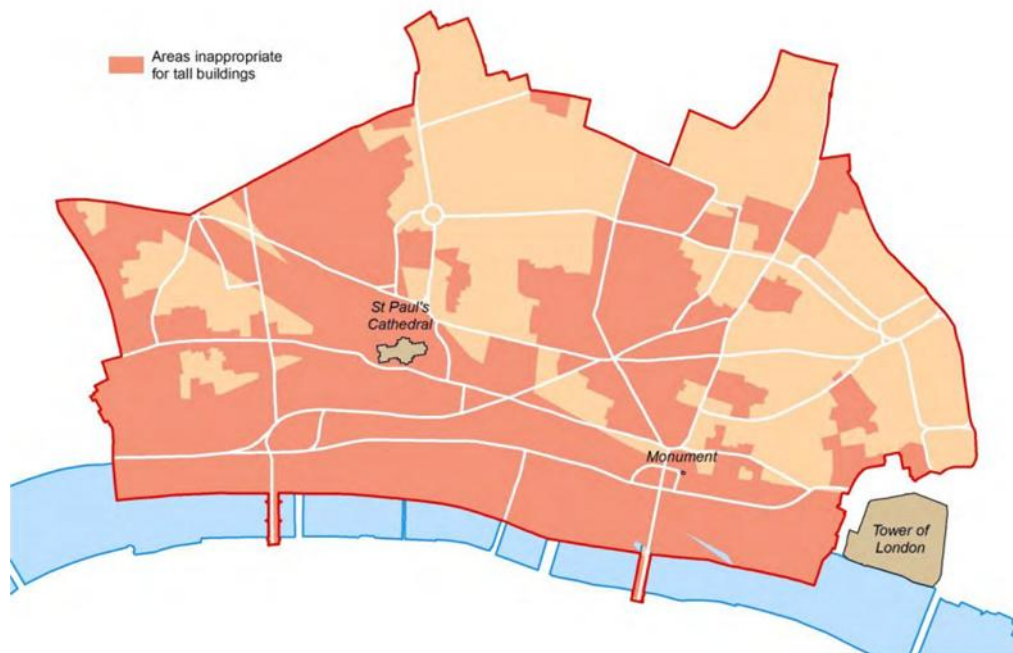 Areas inappropriate
for tall buildings
St Paul's
Cathedral
Monument
Tower of
London